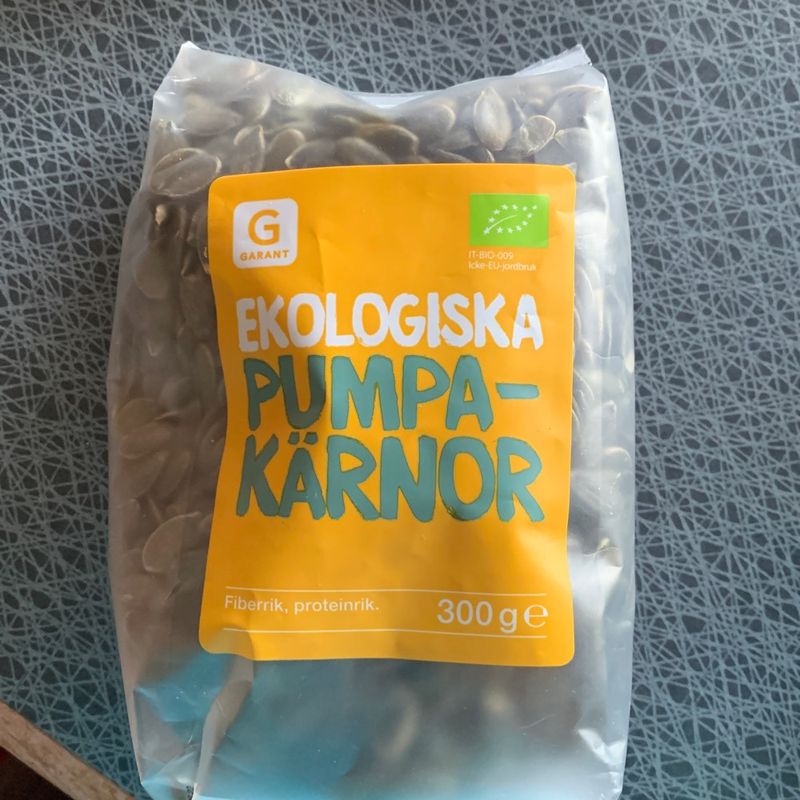 G
GARANT
IT-BIO-009
Icke-EU-jordbruk
EKOLOGISKA
PUMPA-
KÄRNOR
Fiberrik, proteinrik.
300 g ℮